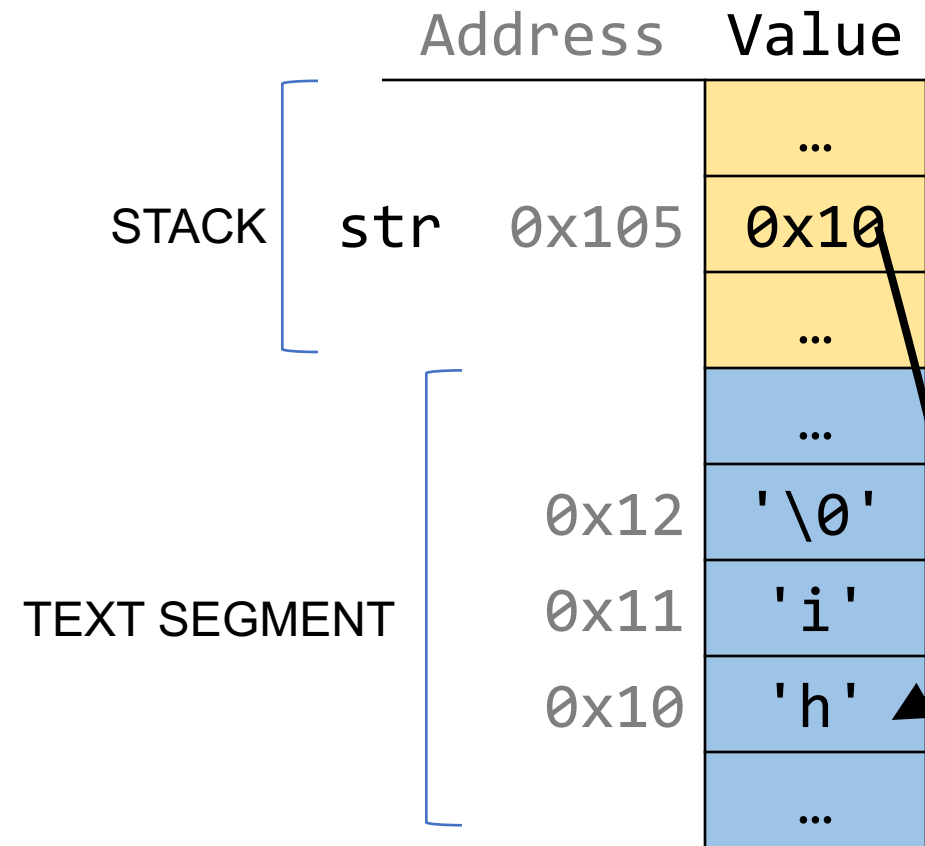 Address Value
…
STACK str 0x105 0x10
…
…
0x12 '\0'
0x11 'i'
TEXT SEGMENT
0x10 'h'
…